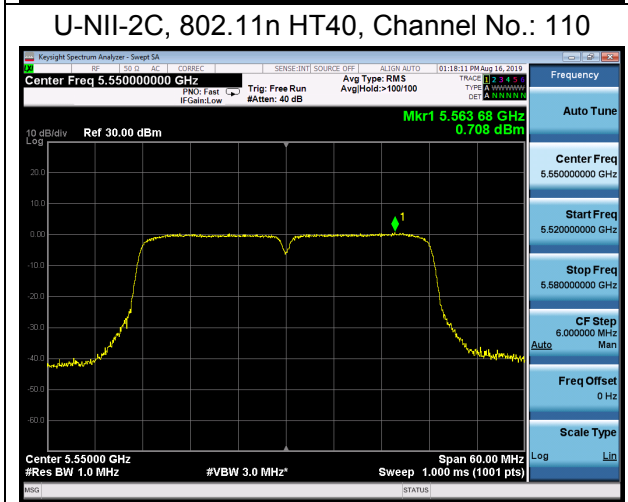 U-NII-2C, 802.11n HT40, Channel No.: 110
Keysight Spectrum Analyzer - Swept SA
LXI RF 50 Ω AC CORREC SENSE:INT SOURCE OFF ALIGN AUTO 01:18:11 PM Aug 16, 2019
Center Freq 5.550000000 GHz
PNO: Fast
IFGain:Low
Trig: Free Run
#Atten: 40 dB
Avg Type: RMS
Avg|Hold:>100/100
TRACE 1 2 3 4 5 6
TYPE A WWWWW
DET A N N N N N
Mkr1 5.563 68 GHz
0.708 dBm
10 dB/div Ref 30.00 dBm
Log
20.0
10.0
0.00
-10.0
-20.0
-30.0
-40.0
-50.0
-60.0
1
Center 5.55000 GHz
Span 60.00 MHz
#Res BW 1.0 MHz
#VBW 3.0 MHz*
Sweep 1.000 ms (1001 pts)
MSG
STATUS
Frequency
Auto Tune
Center Freq
5.550000000 GHz
Start Freq
5.520000000 GHz
Stop Freq
5.580000000 GHz
CF Step
6.000000 MHz
Auto Man
Freq Offset
0 Hz
Scale Type
Log Lin